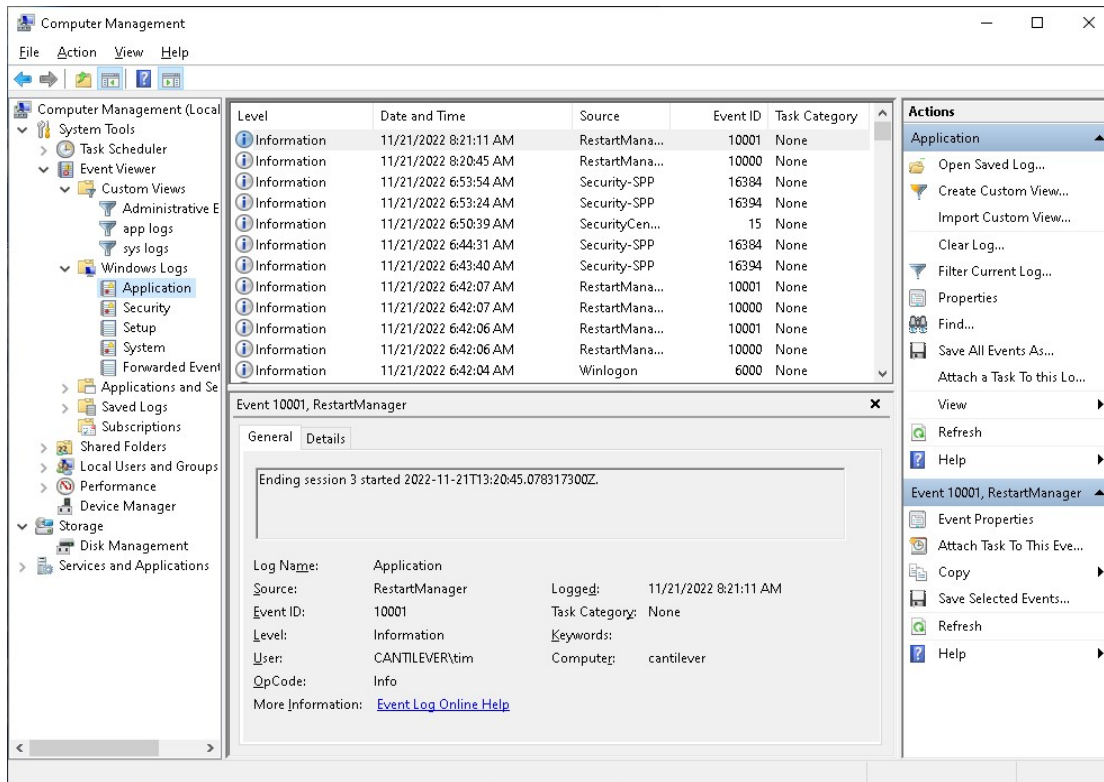 Computer Management
File Action View Help
Computer Management (Local
System Tools
Task Scheduler
Event Viewer
Custom Views
Administrative E
app logs
sys logs
Windows Logs
Application
Security
Setup
System
Forwarded Event
Applications and Se
Saved Logs
Subscriptions
Shared Folders
Local Users and Groups
Performance
Device Manager
Storage
Disk Management
Services and Applications
Level Date and Time Source Event ID Task Category
Information 11/21/2022 8:21:11 AM RestartMana... 10001 None
Information 11/21/2022 8:20:45 AM RestartMana... 10000 None
Information 11/21/2022 6:53:54 AM Security-SPP 16384 None
Information 11/21/2022 6:53:24 AM Security-SPP 16394 None
Information 11/21/2022 6:50:39 AM SecurityCen... 15 None
Information 11/21/2022 6:44:31 AM Security-SPP 16384 None
Information 11/21/2022 6:43:40 AM Security-SPP 16394 None
Information 11/21/2022 6:42:07 AM RestartMana... 10001 None
Information 11/21/2022 6:42:07 AM RestartMana... 10000 None
Information 11/21/2022 6:42:06 AM RestartMana... 10001 None
Information 11/21/2022 6:42:06 AM RestartMana... 10000 None
Information 11/21/2022 6:42:04 AM Winlogon 6000 None
Event 10001, RestartManager
General Details
Ending session 3 started 2022-11-21T13:20:45.078317300Z.
Log Name: Application
Source: RestartManager Logged: 11/21/2022 8:21:11 AM
Event ID: 10001 Task Category: None
Level: Information Keywords:
User: CANTILEVER\tim Computer: cantilever
OpCode: Info
More Information: Event Log Online Help
Actions
Application
Open Saved Log...
Create Custom View...
Import Custom View...
Clear Log...
Filter Current Log...
Properties
Find...
Save All Events As...
Attach a Task To this Lo...
View
Refresh
Help
Event 10001, RestartManager
Event Properties
Attach Task To This Eve...
Copy
Save Selected Events...
Refresh
Help